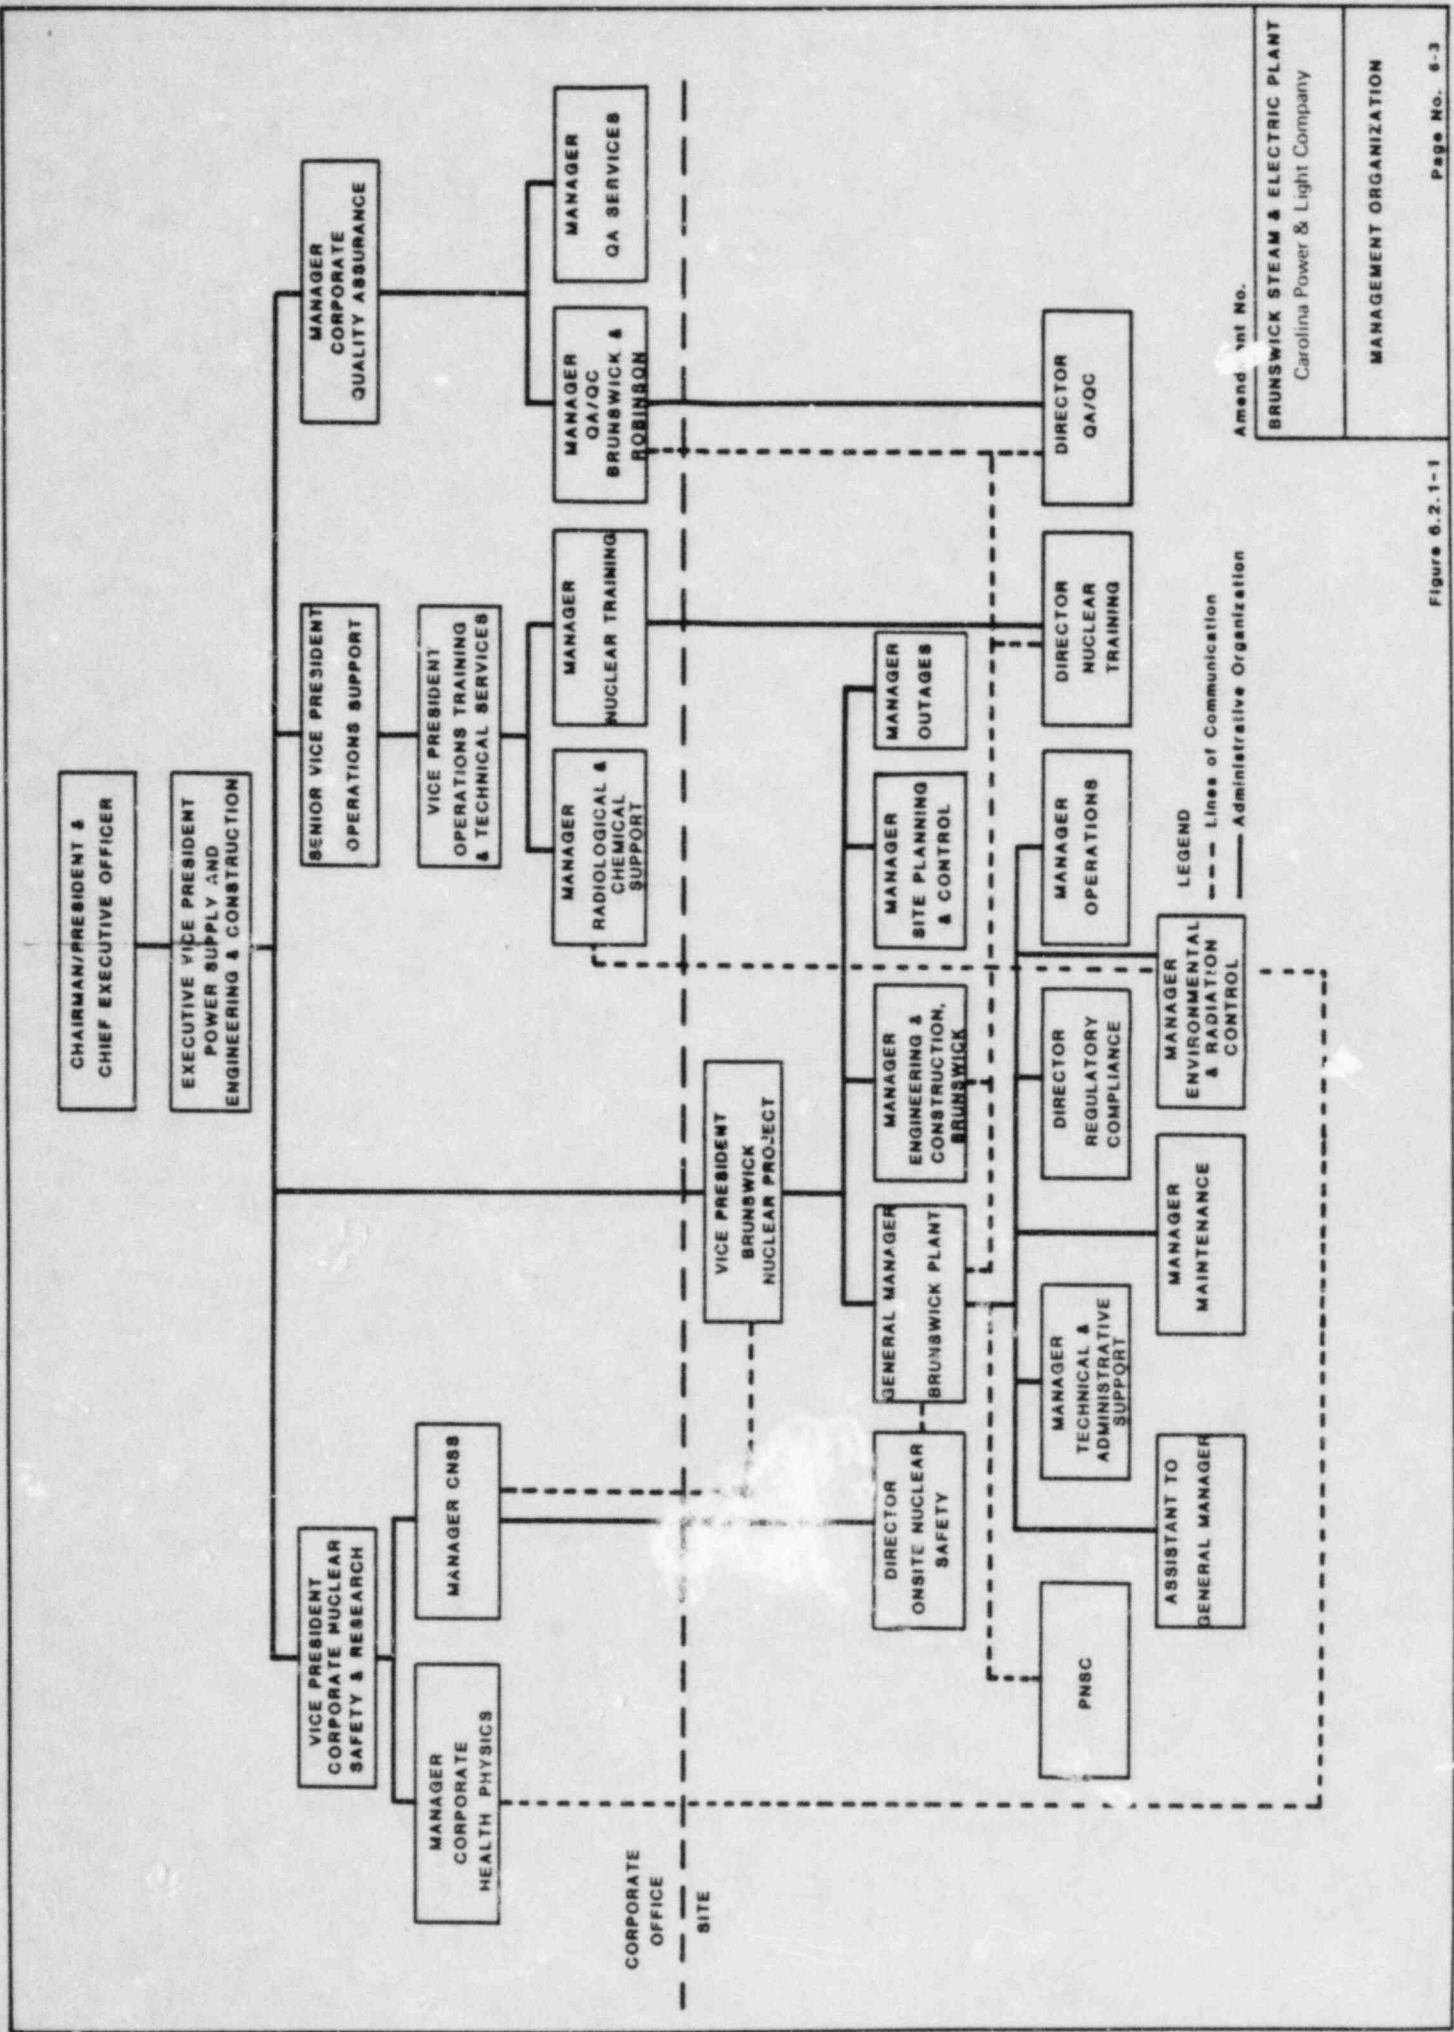 CHAIRMAN/PRESIDENT &
CHIEF EXECUTIVE OFFICER
EXECUTIVE VICE PRESIDENT
POWER SUPPLY AND
ENGINEERING & CONSTRUCTION
VICE PRESIDENT
CORPORATE NUCLEAR
SAFETY & RESEARCH
SENIOR VICE PRESIDENT
OPERATIONS SUPPORT
MANAGER
CORPORATE
QUALITY ASSURANCE
MANAGER
CORPORATE
HEALTH PHYSICS
MANAGER CNSS
VICE PRESIDENT
OPERATIONS TRAINING
& TECHNICAL SERVICES
MANAGER
RADIOLOGICAL &
CHEMICAL
SUPPORT
MANAGER
NUCLEAR TRAINING
MANAGER
QA/QC
BRUNSWICK &
ROBINSON
MANAGER
QA SERVICES
CORPORATE
OFFICE
SITE
VICE PRESIDENT
BRUNSWICK
NUCLEAR PROJECT
DIRECTOR
ONSITE NUCLEAR
SAFETY
GENERAL MANAGER
BRUNSWICK PLANT
MANAGER
ENGINEERING &
CONSTRUCTION,
BRUNSWICK
MANAGER
SITE PLANNING
& CONTROL
MANAGER
OUTAGES
PNSC
MANAGER
TECHNICAL &
ADMINISTRATIVE
SUPPORT
DIRECTOR
REGULATORY
COMPLIANCE
MANAGER
OPERATIONS
DIRECTOR
NUCLEAR
TRAINING
DIRECTOR
QA/QC
ASSISTANT TO
GENERAL MANAGER
MANAGER
MAINTENANCE
MANAGER
ENVIRONMENTAL
& RADIATION
CONTROL
LEGEND
Lines of Communication
Administrative Organization
No.
BRUNSWICK STEAM & ELECTRIC PLANT
Carolina Power & Light Company
MANAGEMENT ORGANIZATION
Figure 6.2.1-1
Page No. 6-3